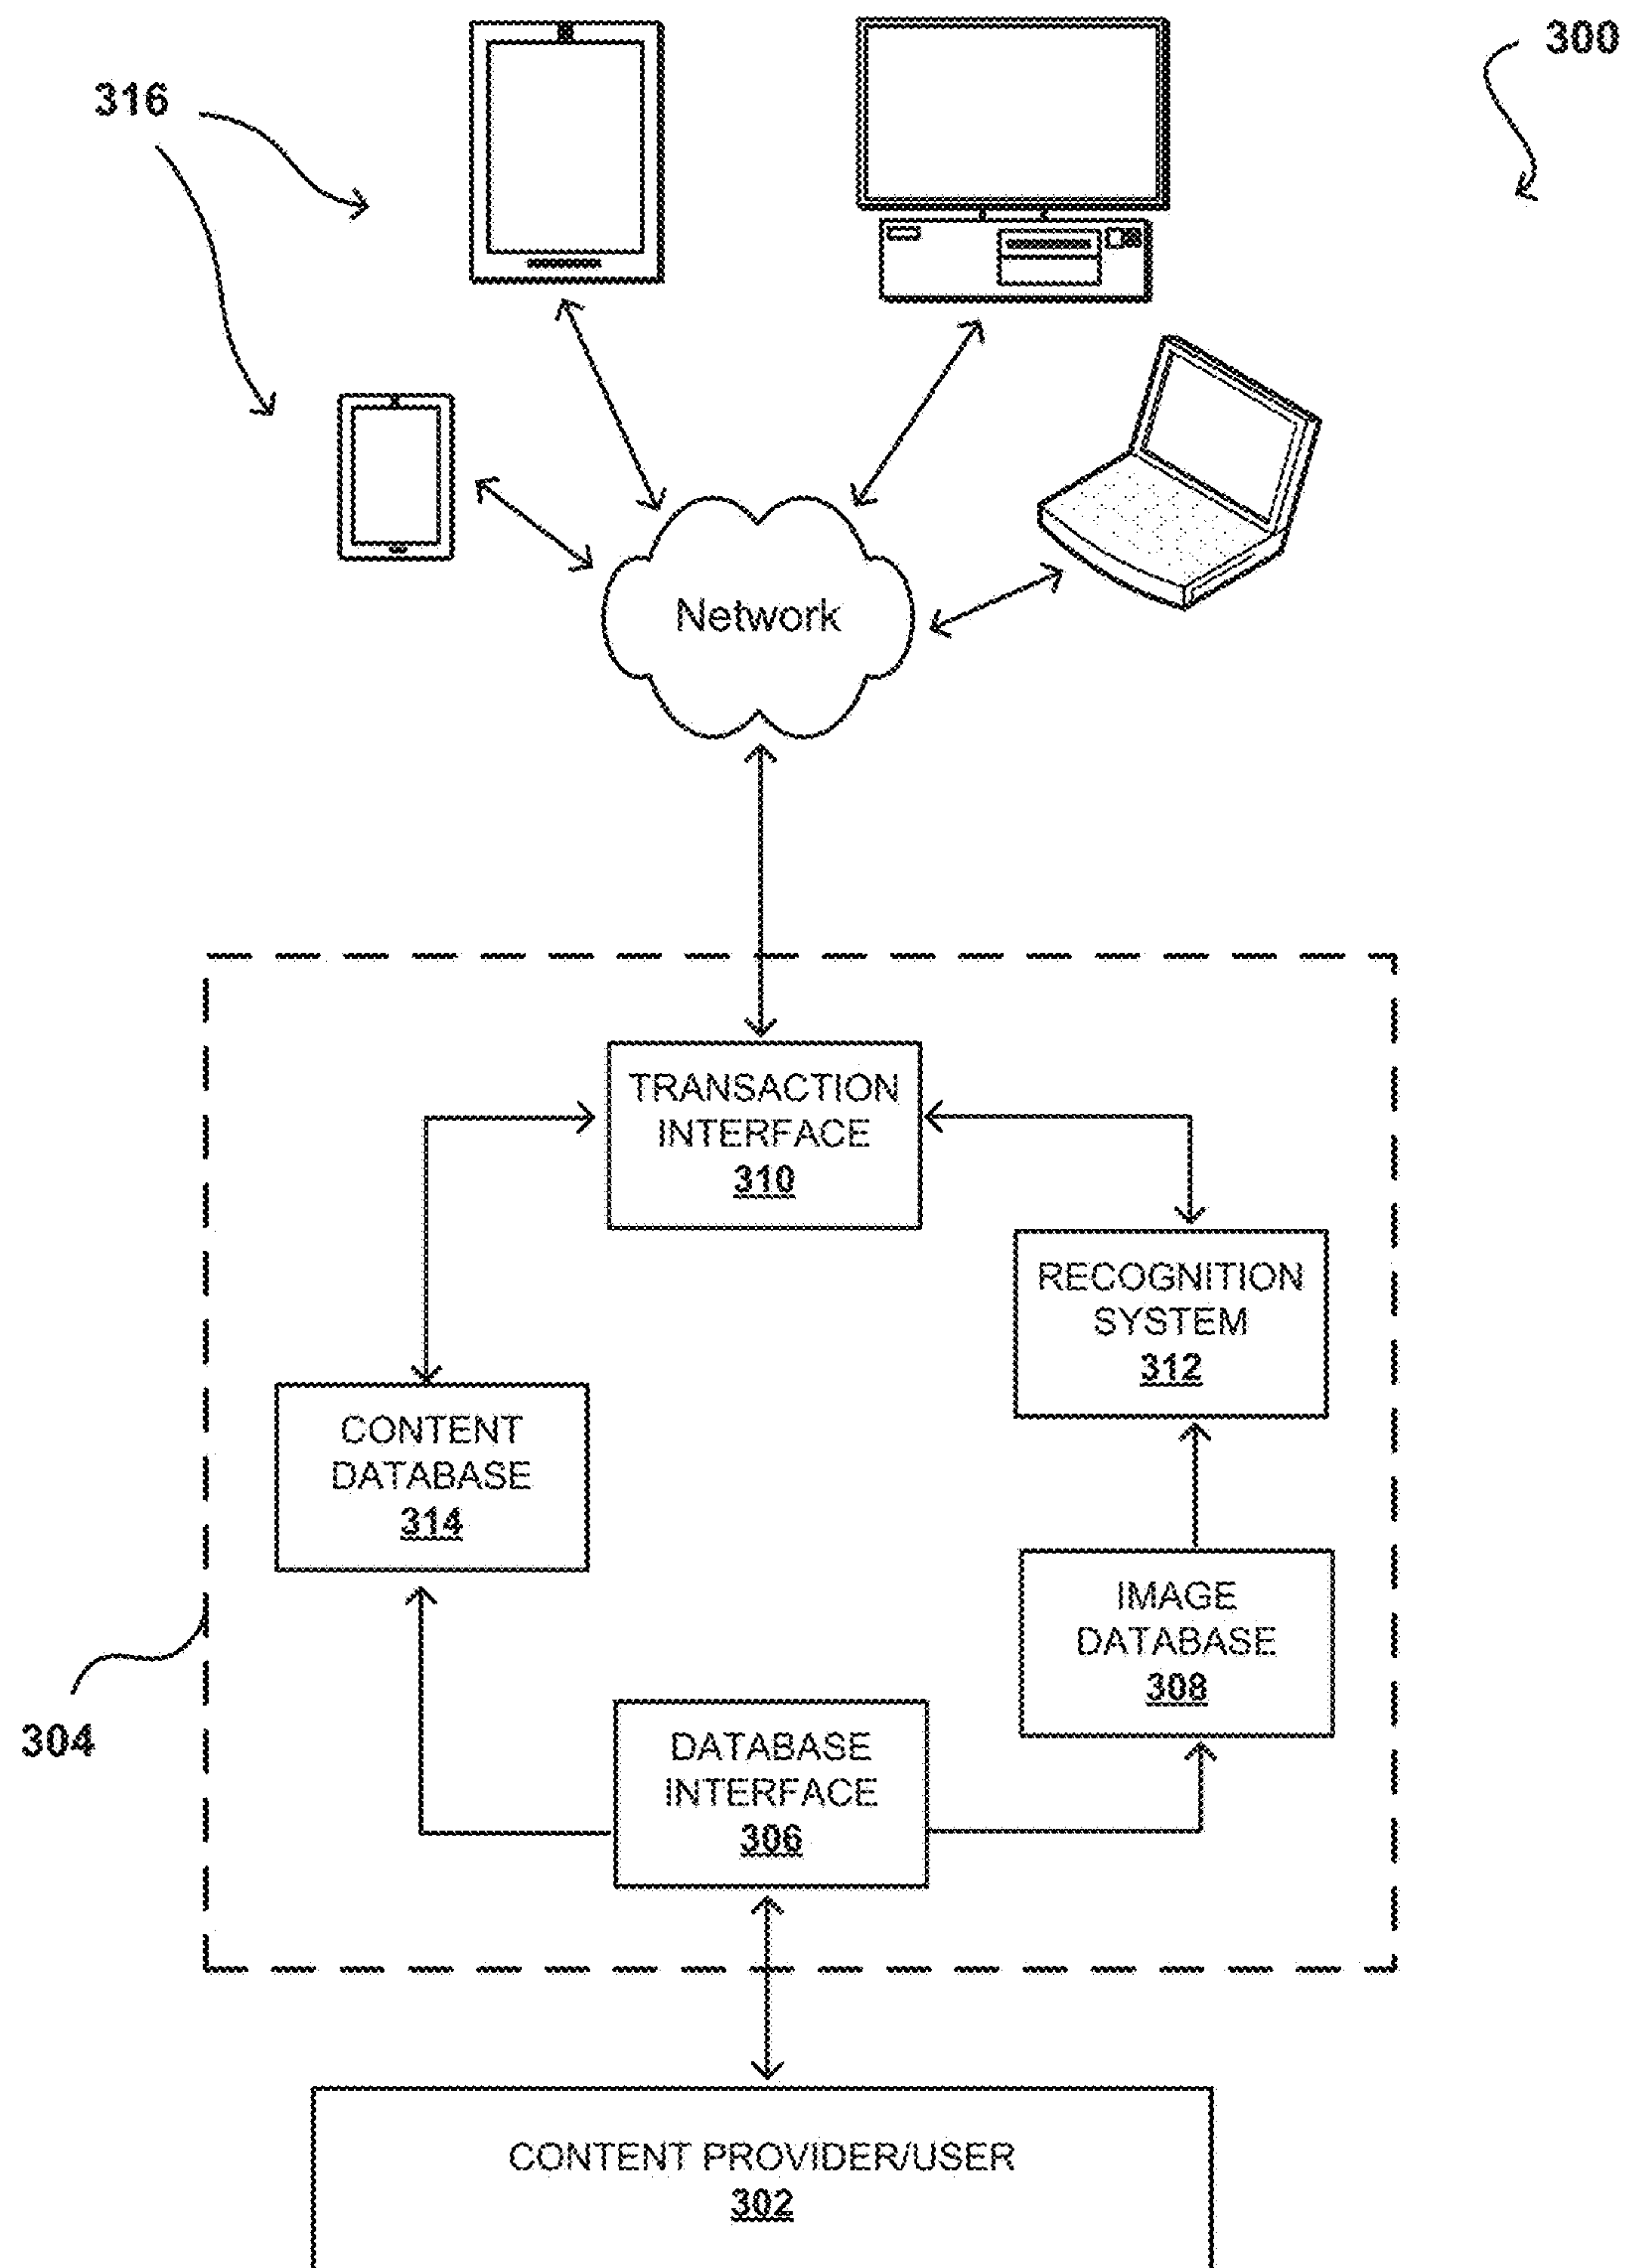 300
316
Network
TRANSACTION
INTERFACE
310
RECOGNITION
SYSTEM
312
CONTENT
DATABASE
314
IMAGE
DATABASE
308
304
DATABASE
INTERFACE
306
CONTENT PROVIDER/USER
302